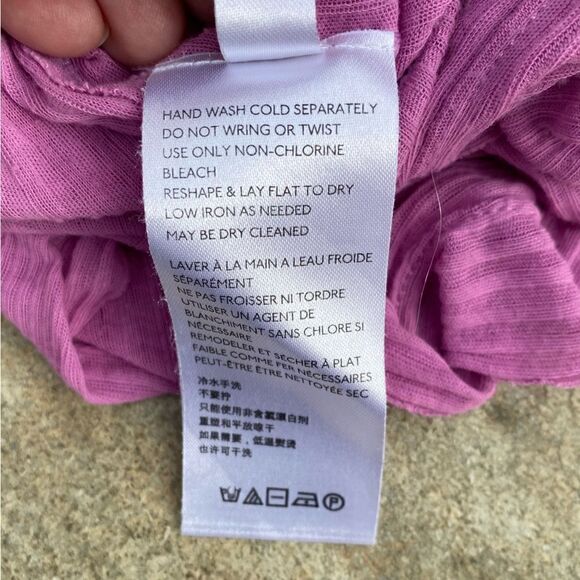 HAND WASH COLD SEPARATELY
DO NOT WRING OR TWIST
USE ONLY NON-CHLORINE
BLEACH
RESHAPE & LAY FLAT TO DRY
LOW IRON AS NEEDED
MAY BE DRY CLEANED
LAVER À LA MAIN A LEAU FROIDE
SÉPARÉMENT
NE PAS FROISSER NI TORDRE
UTILISER UN AGENT DE
BLANCHIMENT SANS CHLORE SI
NÉCESSAIRE
REMODELER ET SÉCHER À PLAT
FAIBLE COMME FER NÉCESSAIRES
PEUT-ÊTRE ÊTRE NETTOYÉE SEC
冷水手洗
不要拧
只能使用非含氯漂白剂
重塑和平放晾干
如果需要，低温熨烫
也许可干洗
P